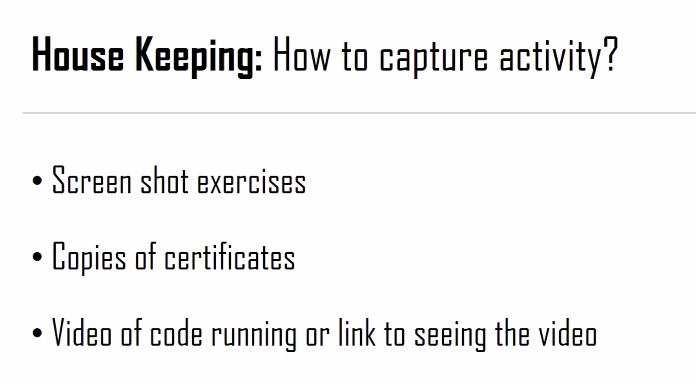 House Keeping: How to capture activity?
• Screen shot exercises
• Copies of certificates
• Video of code running or link to seeing the video